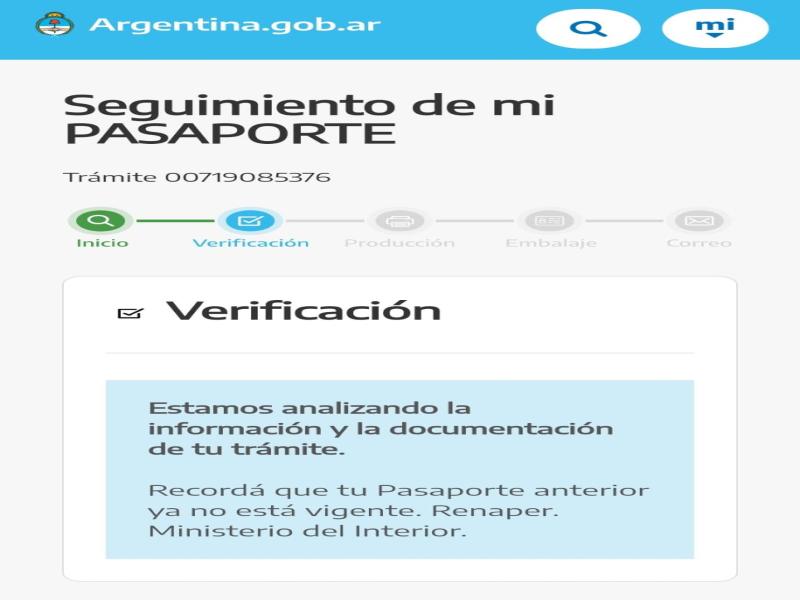 Argentina.gob.ar
mi
Seguimiento de mi
PASAPORTE
Trámite 00719085376
Inicio
Verificación
Producción
Embalaje
Correo
Verificación
Estamos analizando la
información y la documentación
de tu trámite.
Recordá que tu Pasaporte anterior
ya no está vigente. Renaper.
Ministerio del Interior.